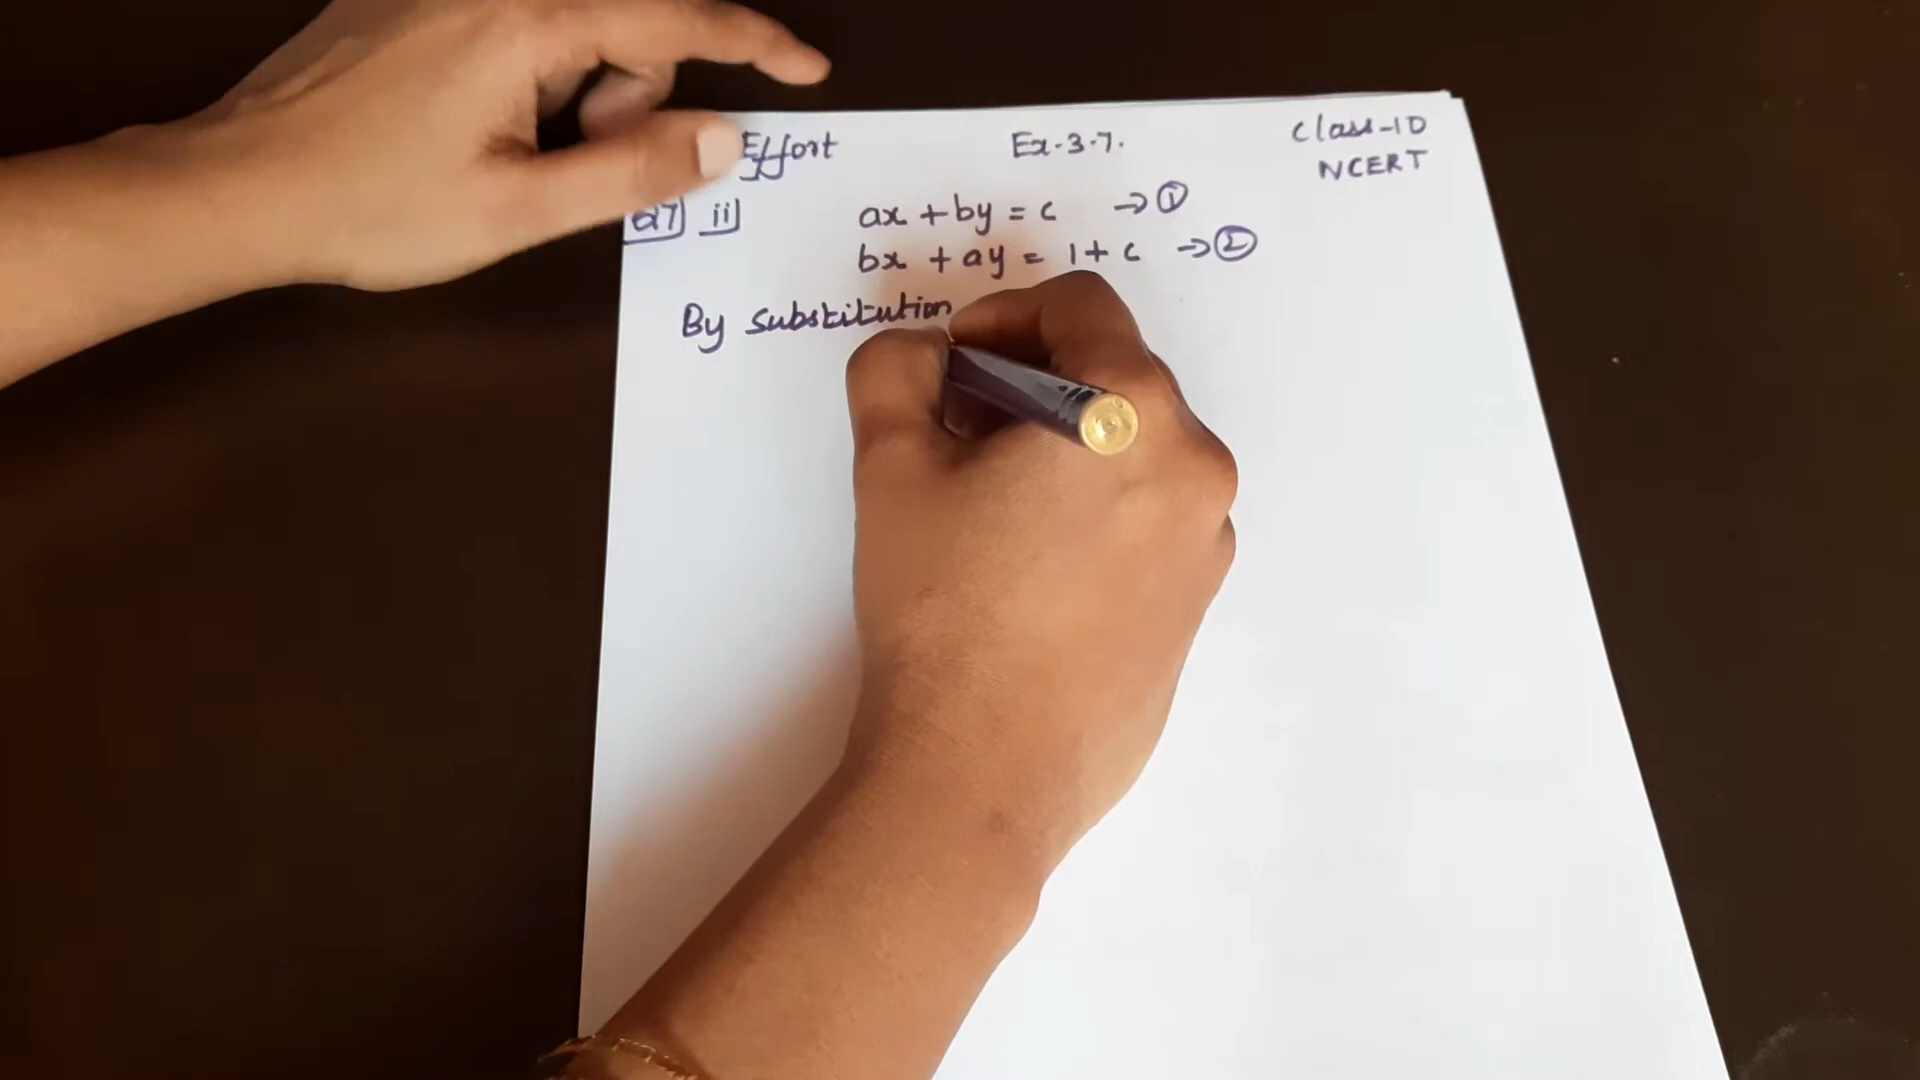 Effort Ex-3.7. Class-10
NCERT
Q7 ii
ax + by = c → ①
bx + ay = 1 + c → ②
By substitution